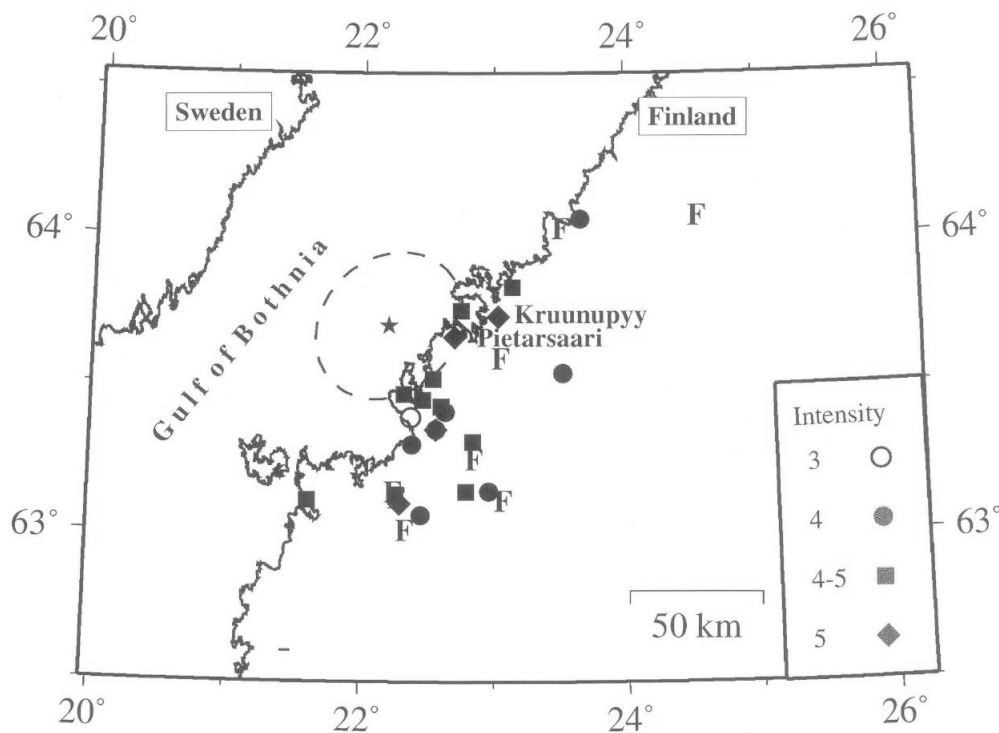 20° 22° 24° 26°
Sweden
Finland
64° 64°
F
F
Gulf of Bothnia
Kruunupyy
Pietarsaari
F
Intensity
3
4
4-5
5
F
F
F
F
63° 63°
50 km
20° 22° 24° 26°